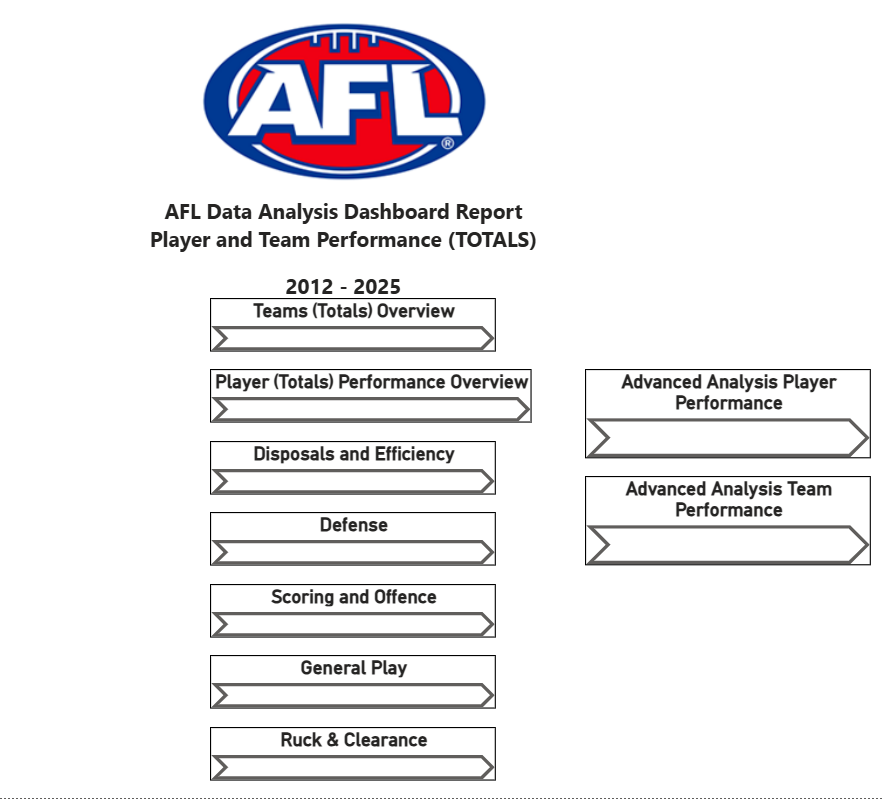 AFL
®
AFL Data Analysis Dashboard Report
Player and Team Performance (TOTALS)
2012 - 2025
Teams (Totals) Overview
Player (Totals) Performance Overview
Disposals and Efficiency
Defense
Scoring and Offence
General Play
Ruck & Clearance
Advanced Analysis Player
Performance
Advanced Analysis Team
Performance